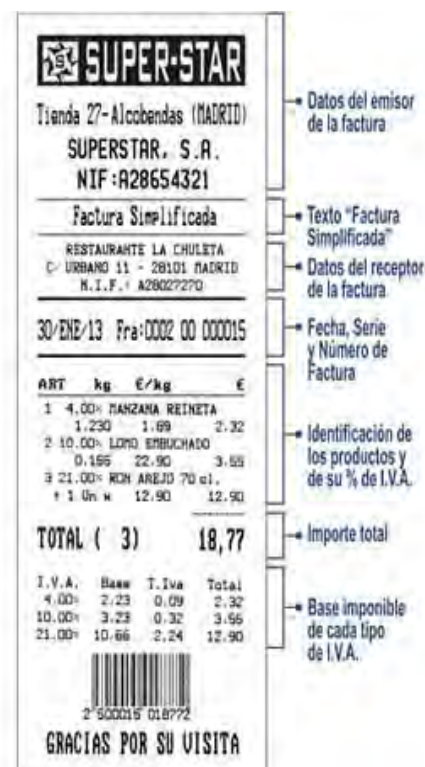 SUPER-STAR
Tienda 27-Alcobendas (MADRID)
SUPERSTAR, S.A.
NIF:A28654321
Factura Simplificada
RESTAURANTE LA CHULETA
C/ URBANO 11 - 28101 MADRID
N.I.F.: A28027270
30/ENE/13 Fra:0002 00 000015
ART kg €/kg €
1 4.00% MANZANA REINETA
1.230 1.89 2.32
2 10.00% LOMO EMBUCHADO
0.155 22.90 3.55
3 21.00% RON AREJO 70 cl.
1 Un x 12.90 12.90
TOTAL ( 3) 18,77
I.V.A. Base T.Iva Total
4.00% 2.23 0.09 2.32
10.00% 3.23 0.32 3.55
21.00% 10.66 2.24 12.90
2 500015 018772
GRACIAS POR SU VISITA
Datos del emisor
de la factura
Texto "Factura
Simplificada"
Datos del receptor
de la factura
Fecha, Serie
y Número de
Factura
Identificación de
los productos y
de su % de I.V.A.
Importe total
Base imponible
de cada tipo
de I.V.A.